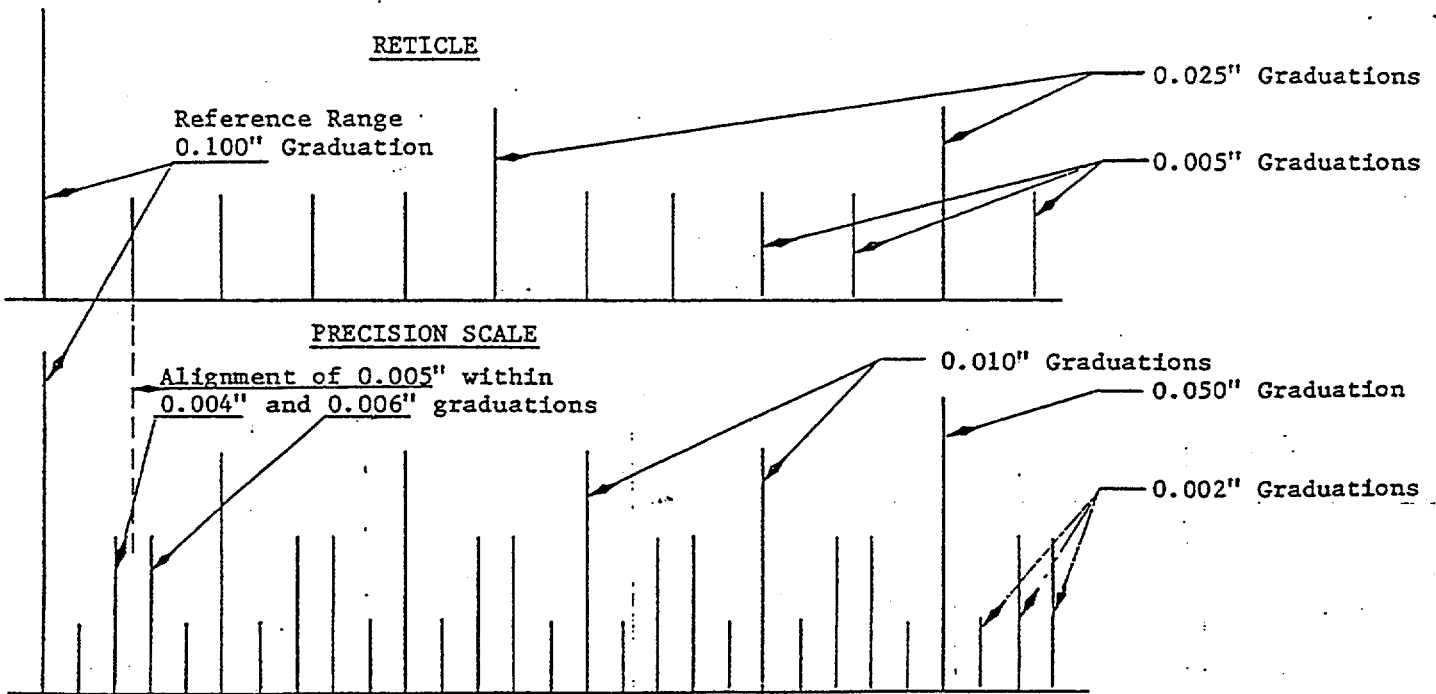 RETICLE
0.025" Graduations
Reference Range
0.100" Graduation
0.005" Graduations
PRECISION SCALE
0.010" Graduations
Alignment of 0.005" within
0.050" Graduation
0.004" and 0.006" graduations
0.002" Graduations